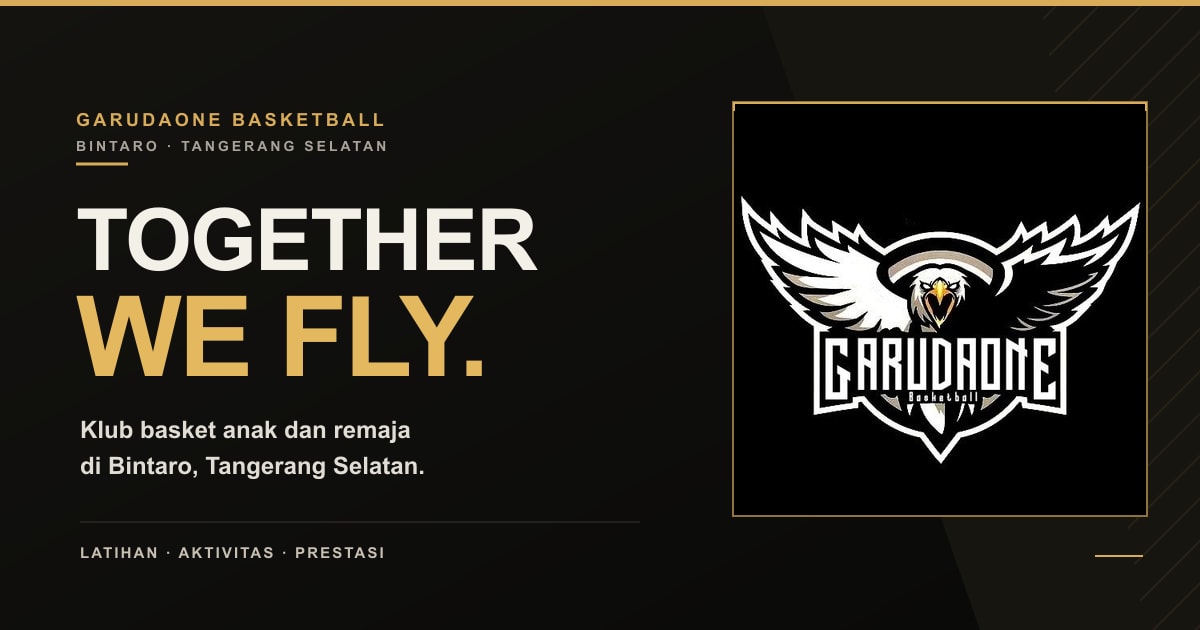 GARUDAONE BASKETBALL
BINTARO · TANGERANG SELATAN
TOGETHER
WE FLY.
Klub basket anak dan remaja
di Bintaro, Tangerang Selatan.
LATIHAN · AKTIVITAS · PRESTASI
GARUDAONE
Basketball